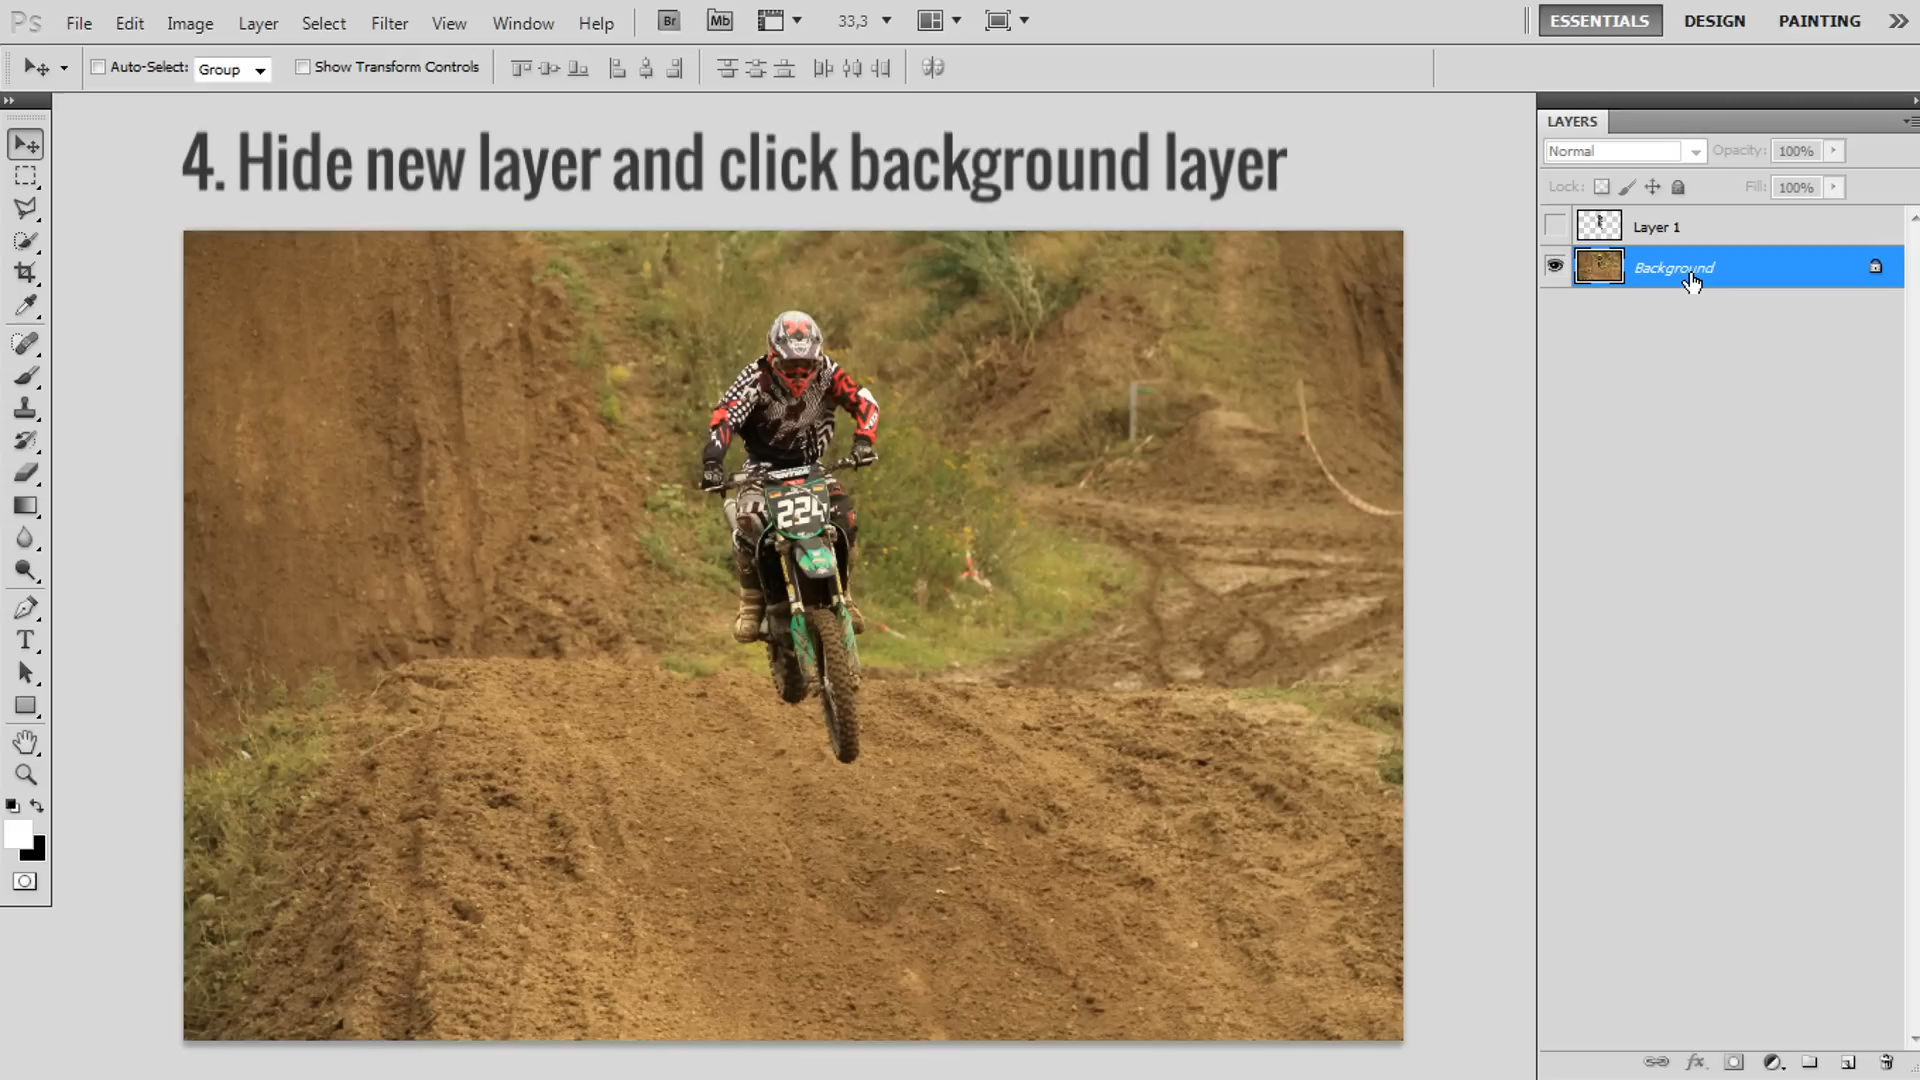 Ps File Edit Image Layer Select Filter View Window Help Br Mb 33,3 ESSENTIALS DESIGN PAINTING
Auto-Select: Group Show Transform Controls
4. Hide new layer and click background layer
LAYERS
Normal Opacity: 100%
Lock: Fill: 100%
Layer 1
Background
224
T
fx